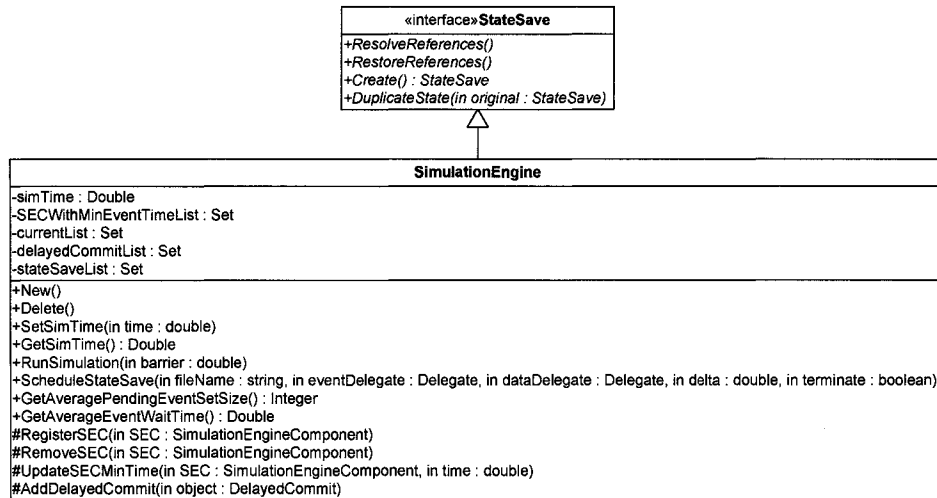 «interface»StateSave
+ResolveReferences()
+RestoreReferences()
+Create() : StateSave
+DuplicateState(in original : StateSave)
SimulationEngine
-simTime : Double
-SECWithMinEventTimeList : Set
-currentList : Set
-delayedCommitList : Set
-stateSaveList : Set
+New()
+Delete()
+SetSimTime(in time : double)
+GetSimTime() : Double
+RunSimulation(in barrier : double)
+ScheduleStateSave(in fileName : string, in eventDelegate : Delegate, in dataDelegate : Delegate, in delta : double, in terminate : boolean)
+GetAveragePendingEventSetSize() : Integer
+GetAverageEventWaitTime() : Double
#RegisterSEC(in SEC : SimulationEngineComponent)
#RemoveSEC(in SEC : SimulationEngineComponent)
#UpdateSECMinTime(in SEC : SimulationEngineComponent, in time : double)
#AddDelayedCommit(in object : DelayedCommit)